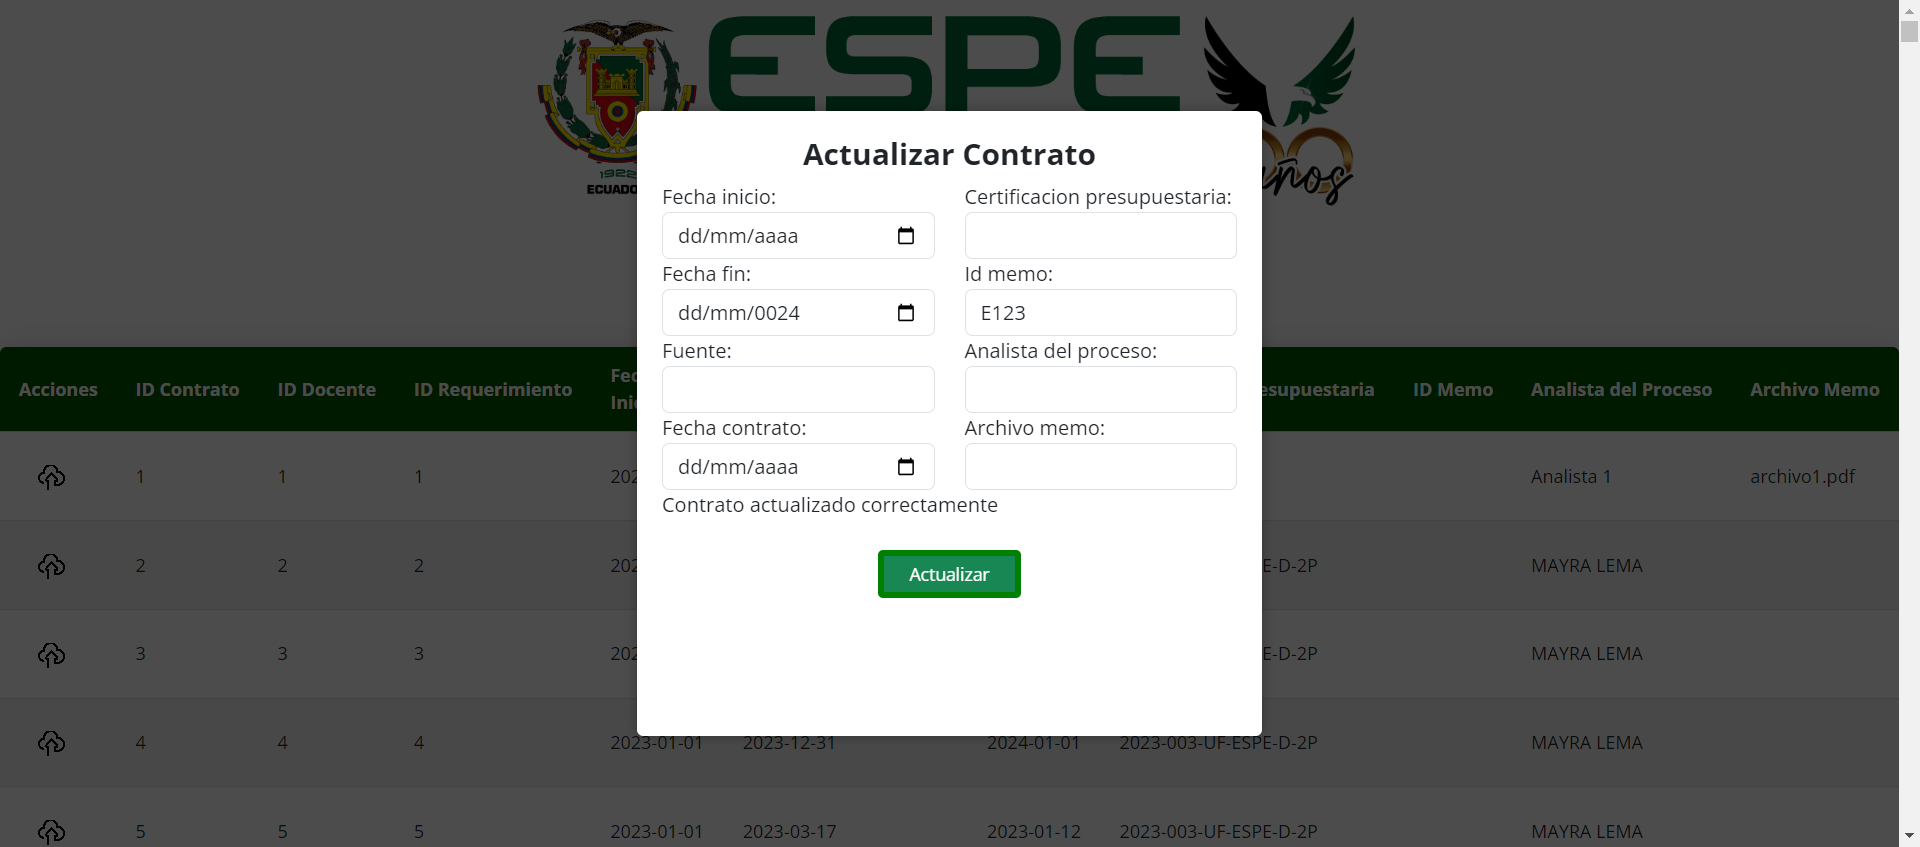 ESPE
1922
ECUADO
años
Actualizar Contrato
Fecha inicio:
Certificacion presupuestaria:
dd/mm/aaaa
Fecha fin:
Id memo:
dd/mm/0024
E123
Fuente:
Analista del proceso:
Fecha contrato:
Archivo memo:
dd/mm/aaaa
Contrato actualizado correctamente
Actualizar
Acciones ID Contrato ID Docente ID Requerimiento Fec esupuestaria ID Memo Analista del Proceso Archivo Memo
Inic
1 1 1 202 Analista 1 archivo1.pdf
2 2 2 202 E-D-2P MAYRA LEMA
3 3 3 202 E-D-2P MAYRA LEMA
4 4 4 2023-01-01 2023-12-31 2024-01-01 2023-003-UF-ESPE-D-2P MAYRA LEMA
5 5 5 2023-01-01 2023-03-17 2023-01-12 2023-003-UF-ESPE-D-2P MAYRA LEMA